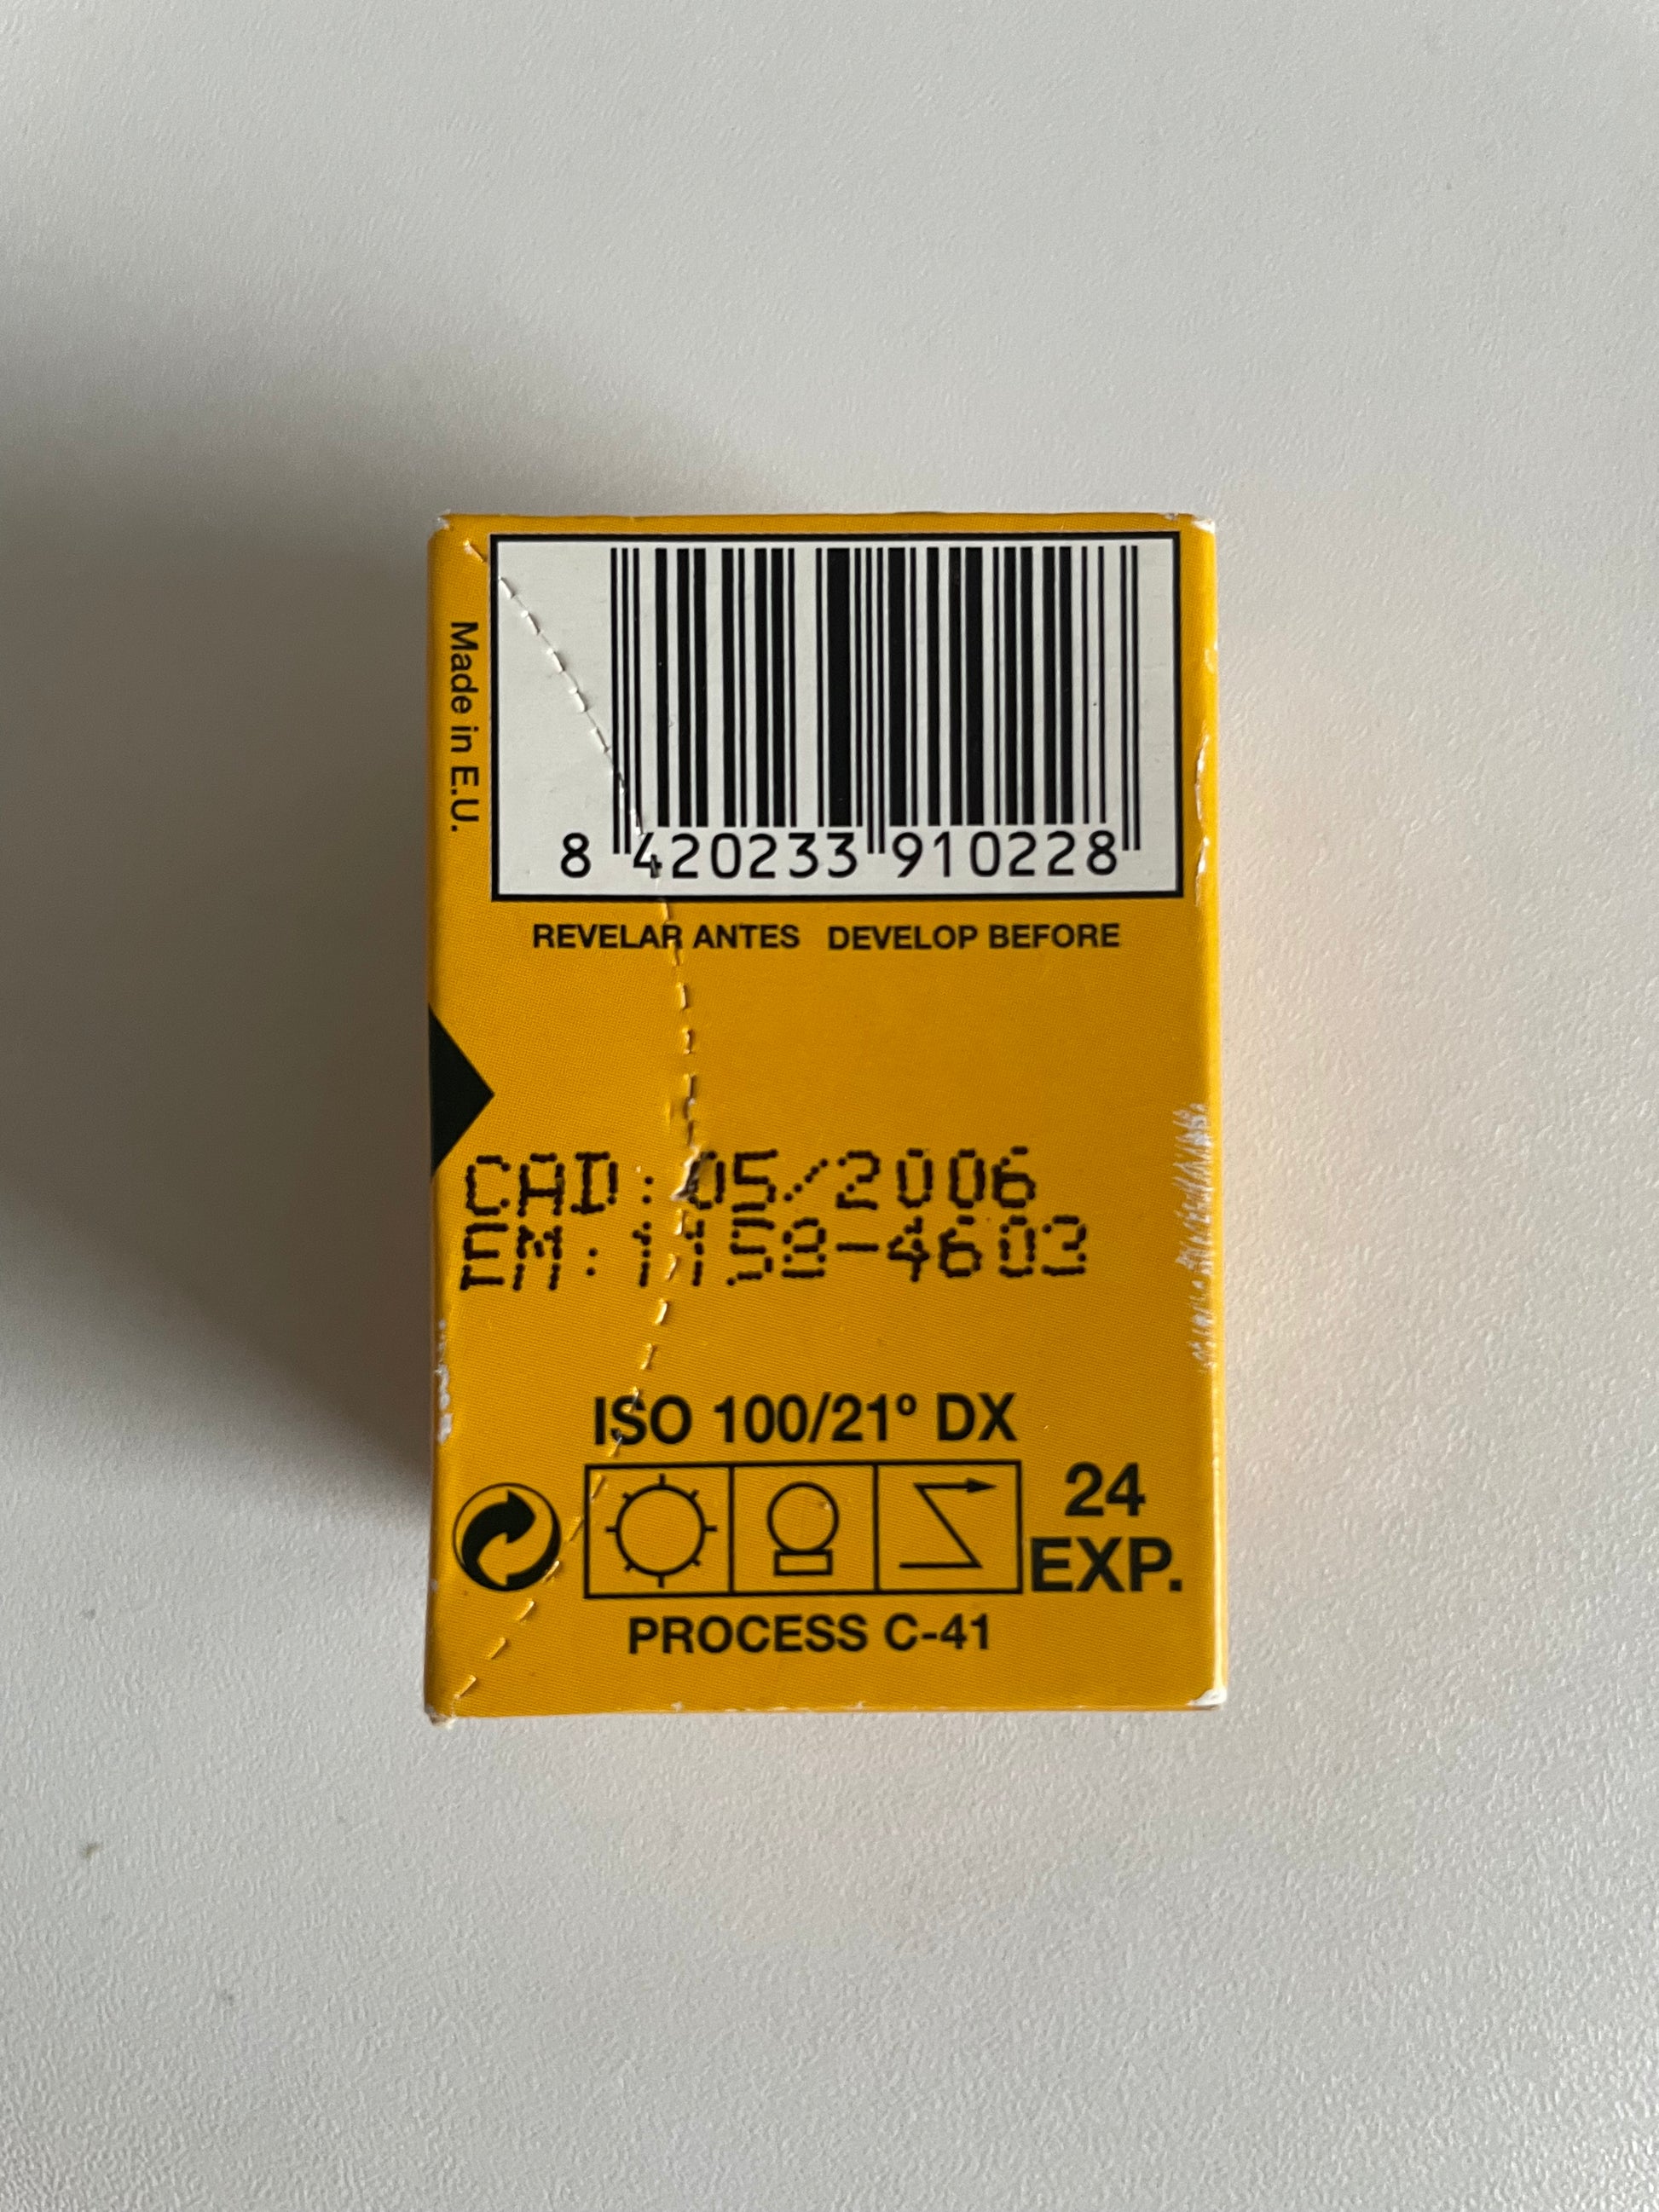 Made in E.U.
8 420233 910228
REVELAR ANTES DEVELOP BEFORE
CAD:05/2006
EM:1158-4603
ISO 100/21º DX
24
EXP.
PROCESS C-41